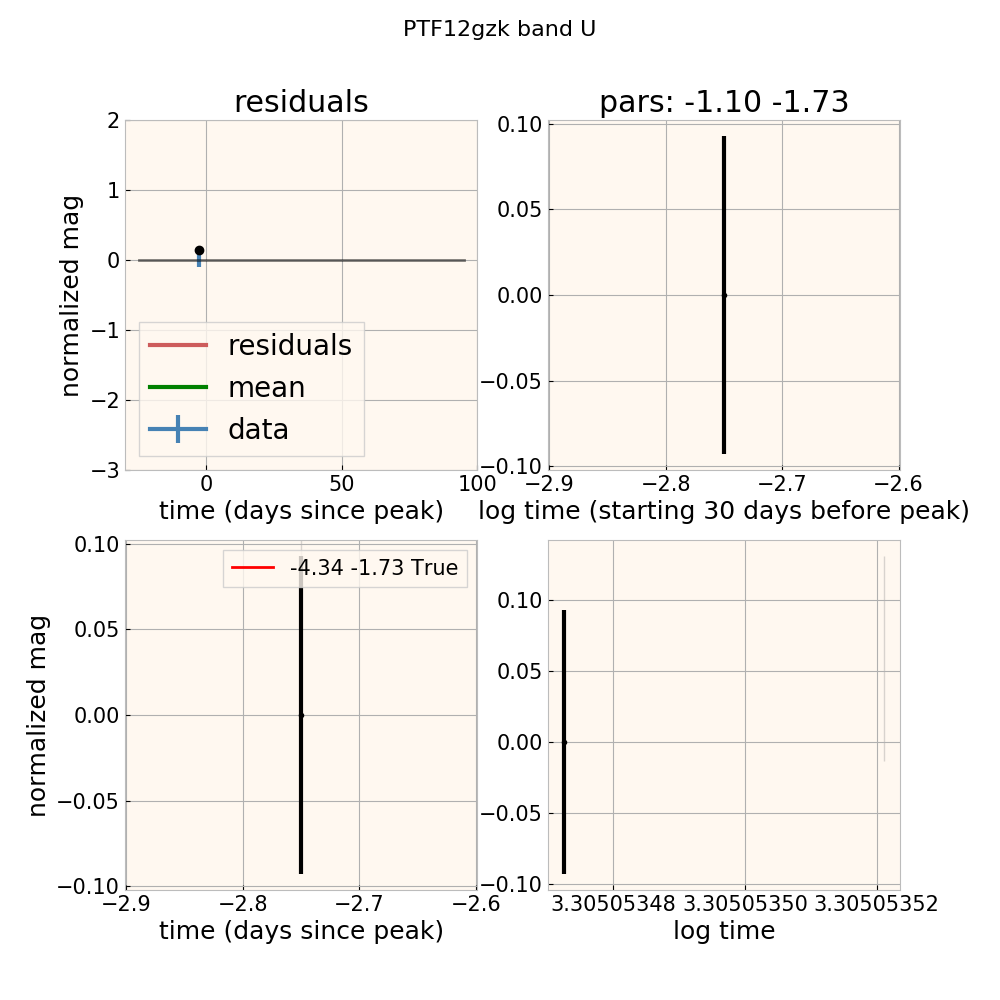 PTF12gzk band U
residuals
pars: -1.10 -1.73
2
1
0
−1
−2
−3
normalized mag
residuals
mean
data
0
50
100
time (days since peak)
0.10
0.05
0.00
−0.05
−0.10
−2.9
−2.8
−2.7
−2.6
log time (starting 30 days before peak)
0.10
0.05
0.00
−0.05
−0.10
normalized mag
-4.34 -1.73 True
−2.9
−2.8
−2.7
−2.6
time (days since peak)
0.10
0.05
0.00
−0.05
−0.10
3.30505348
3.30505350
3.30505352
log time